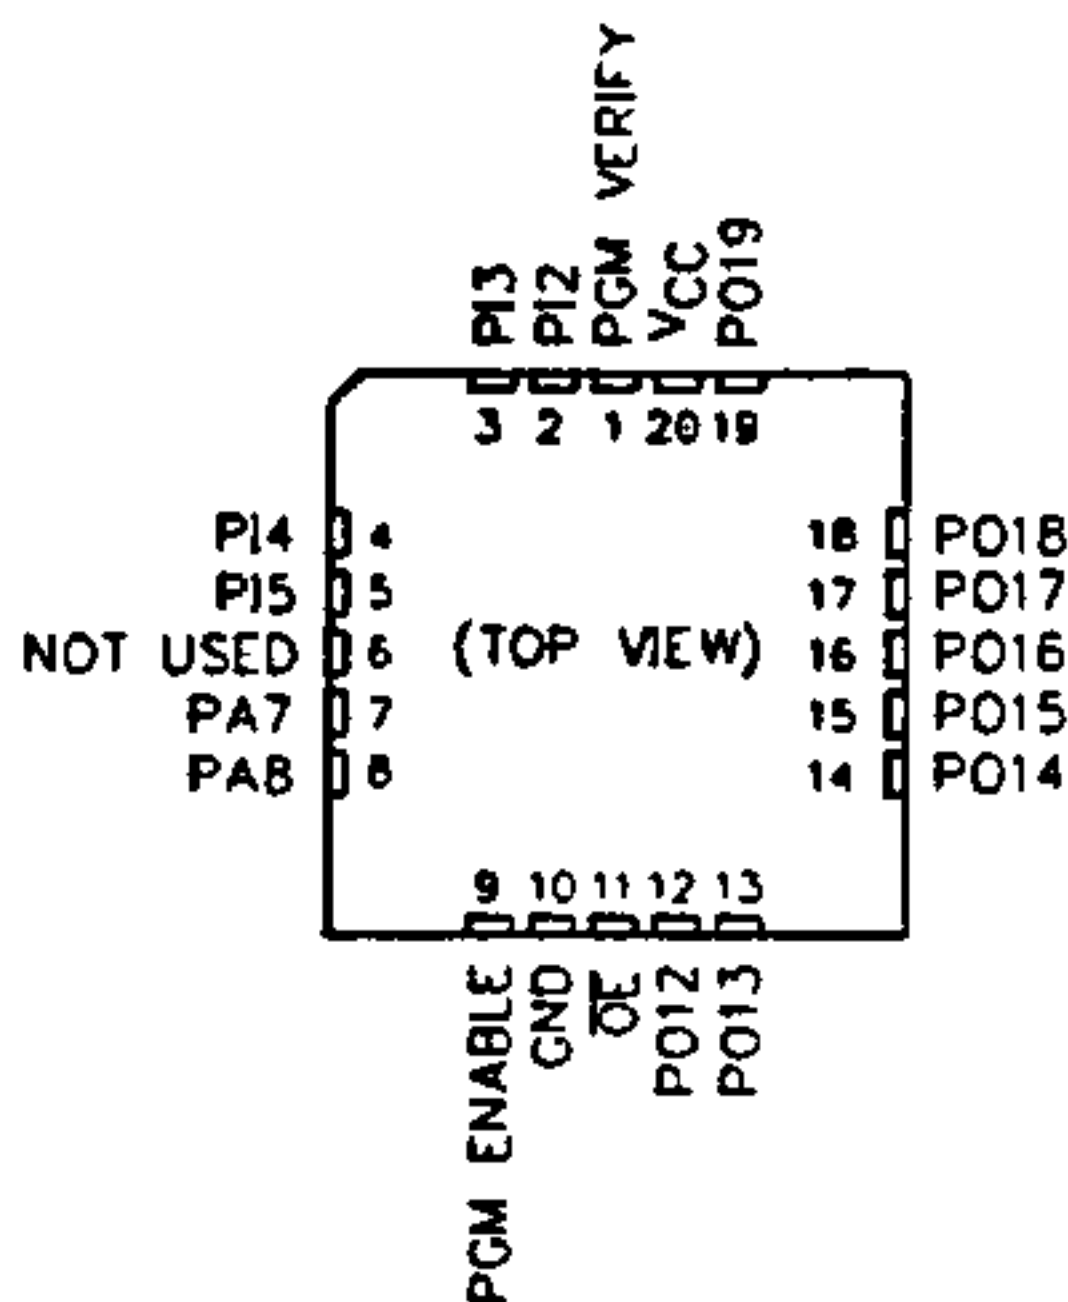 PGM VERIFY
PI3
PI2
VCC
PO19
3 2 1 20 19
PI4 4 18 PO18
PI5 5 17 PO17
NOT USED 6 (TOP VIEW) 16 PO16
PA7 7 15 PO15
PA8 8 14 PO14
9 10 11 12 13
PGM ENABLE
GND
O̅E̅
PO12
PO13